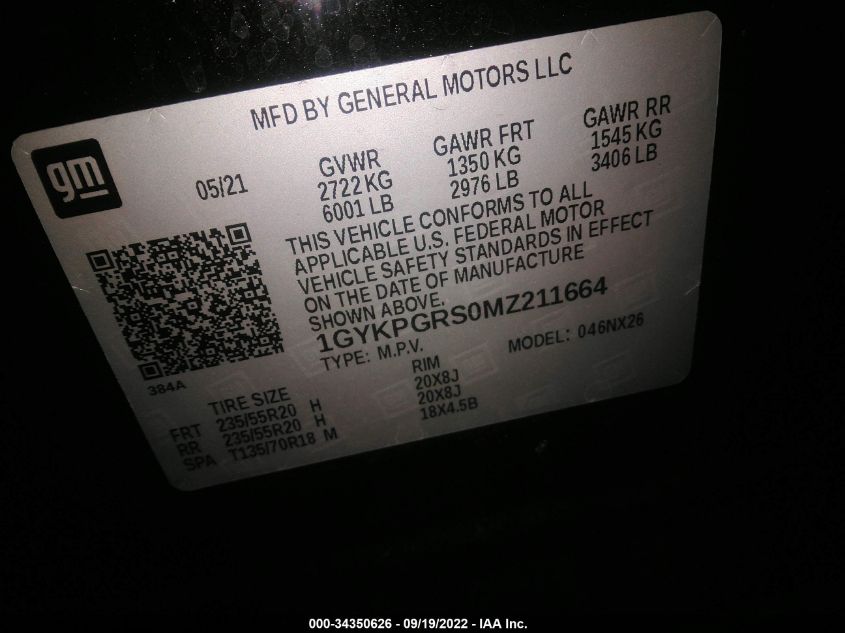 MFD BY GENERAL MOTORS LLC
gm
05/21
GVWR
2722 KG
6001 LB
GAWR FRT
1350 KG
2976 LB
GAWR RR
1545 KG
3406 LB
THIS VEHICLE CONFORMS TO ALL
APPLICABLE U.S. FEDERAL MOTOR
VEHICLE SAFETY STANDARDS IN EFFECT
ON THE DATE OF MANUFACTURE
SHOWN ABOVE.
1GYKPGRS0MZ211664
TYPE: M.P.V.
MODEL: 046NX26
384A
TIRE SIZE RIM
FRT 235/55R20 H 20X8J
RR 235/55R20 H 20X8J
SPA T135/70R18 M 18X4.5B
000-34350626 - 09/19/2022 - IAA Inc.